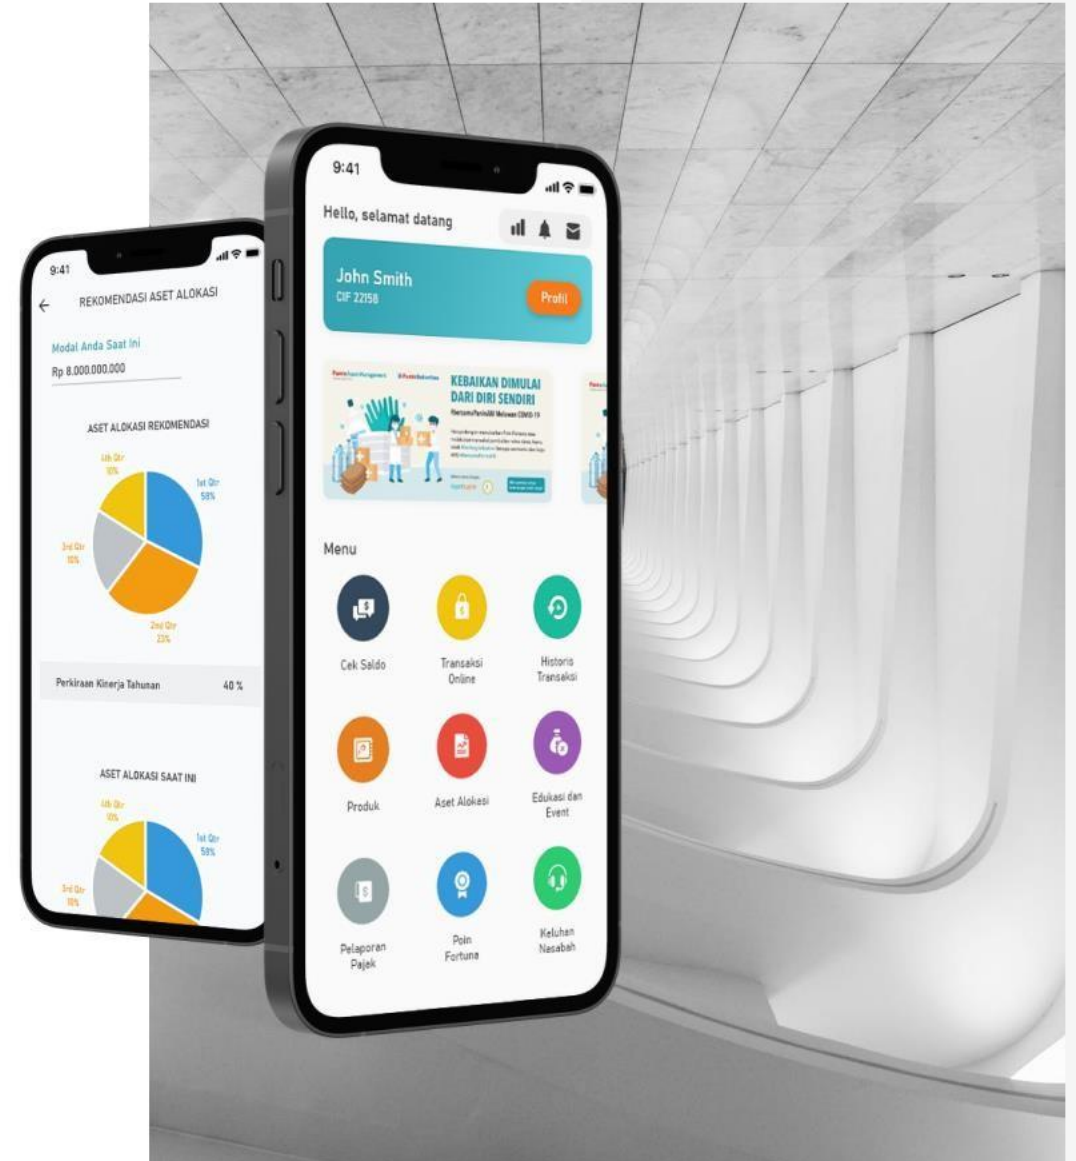 9:41
REKOMENDASI ASET ALOKASI
Modal Anda Saat Ini
Rp 8.000.000.000
ASET ALOKASI REKOMENDASI
4th Qtr
10%
1st Qtr
58%
3rd Qtr
10%
2nd Qtr
23%
Perkiraan Kinerja Tahunan 40 %
ASET ALOKASI SAAT INI
4th Qtr
10%
1st Qtr
58%
3rd Qtr
10%
9:41
Hello, selamat datang
John Smith
CIF 22158
Profil
KEBAIKAN DIMULAI
DARI DIRI SENDIRI
Melawan COVID-19
Menu
Cek Saldo
Transaksi
Online
Historis
Transaksi
Produk
Aset Alokasi
Edukasi dan
Event
Pelaporan
Pajak
Poin
Fortuna
Keluhan
Nasabah